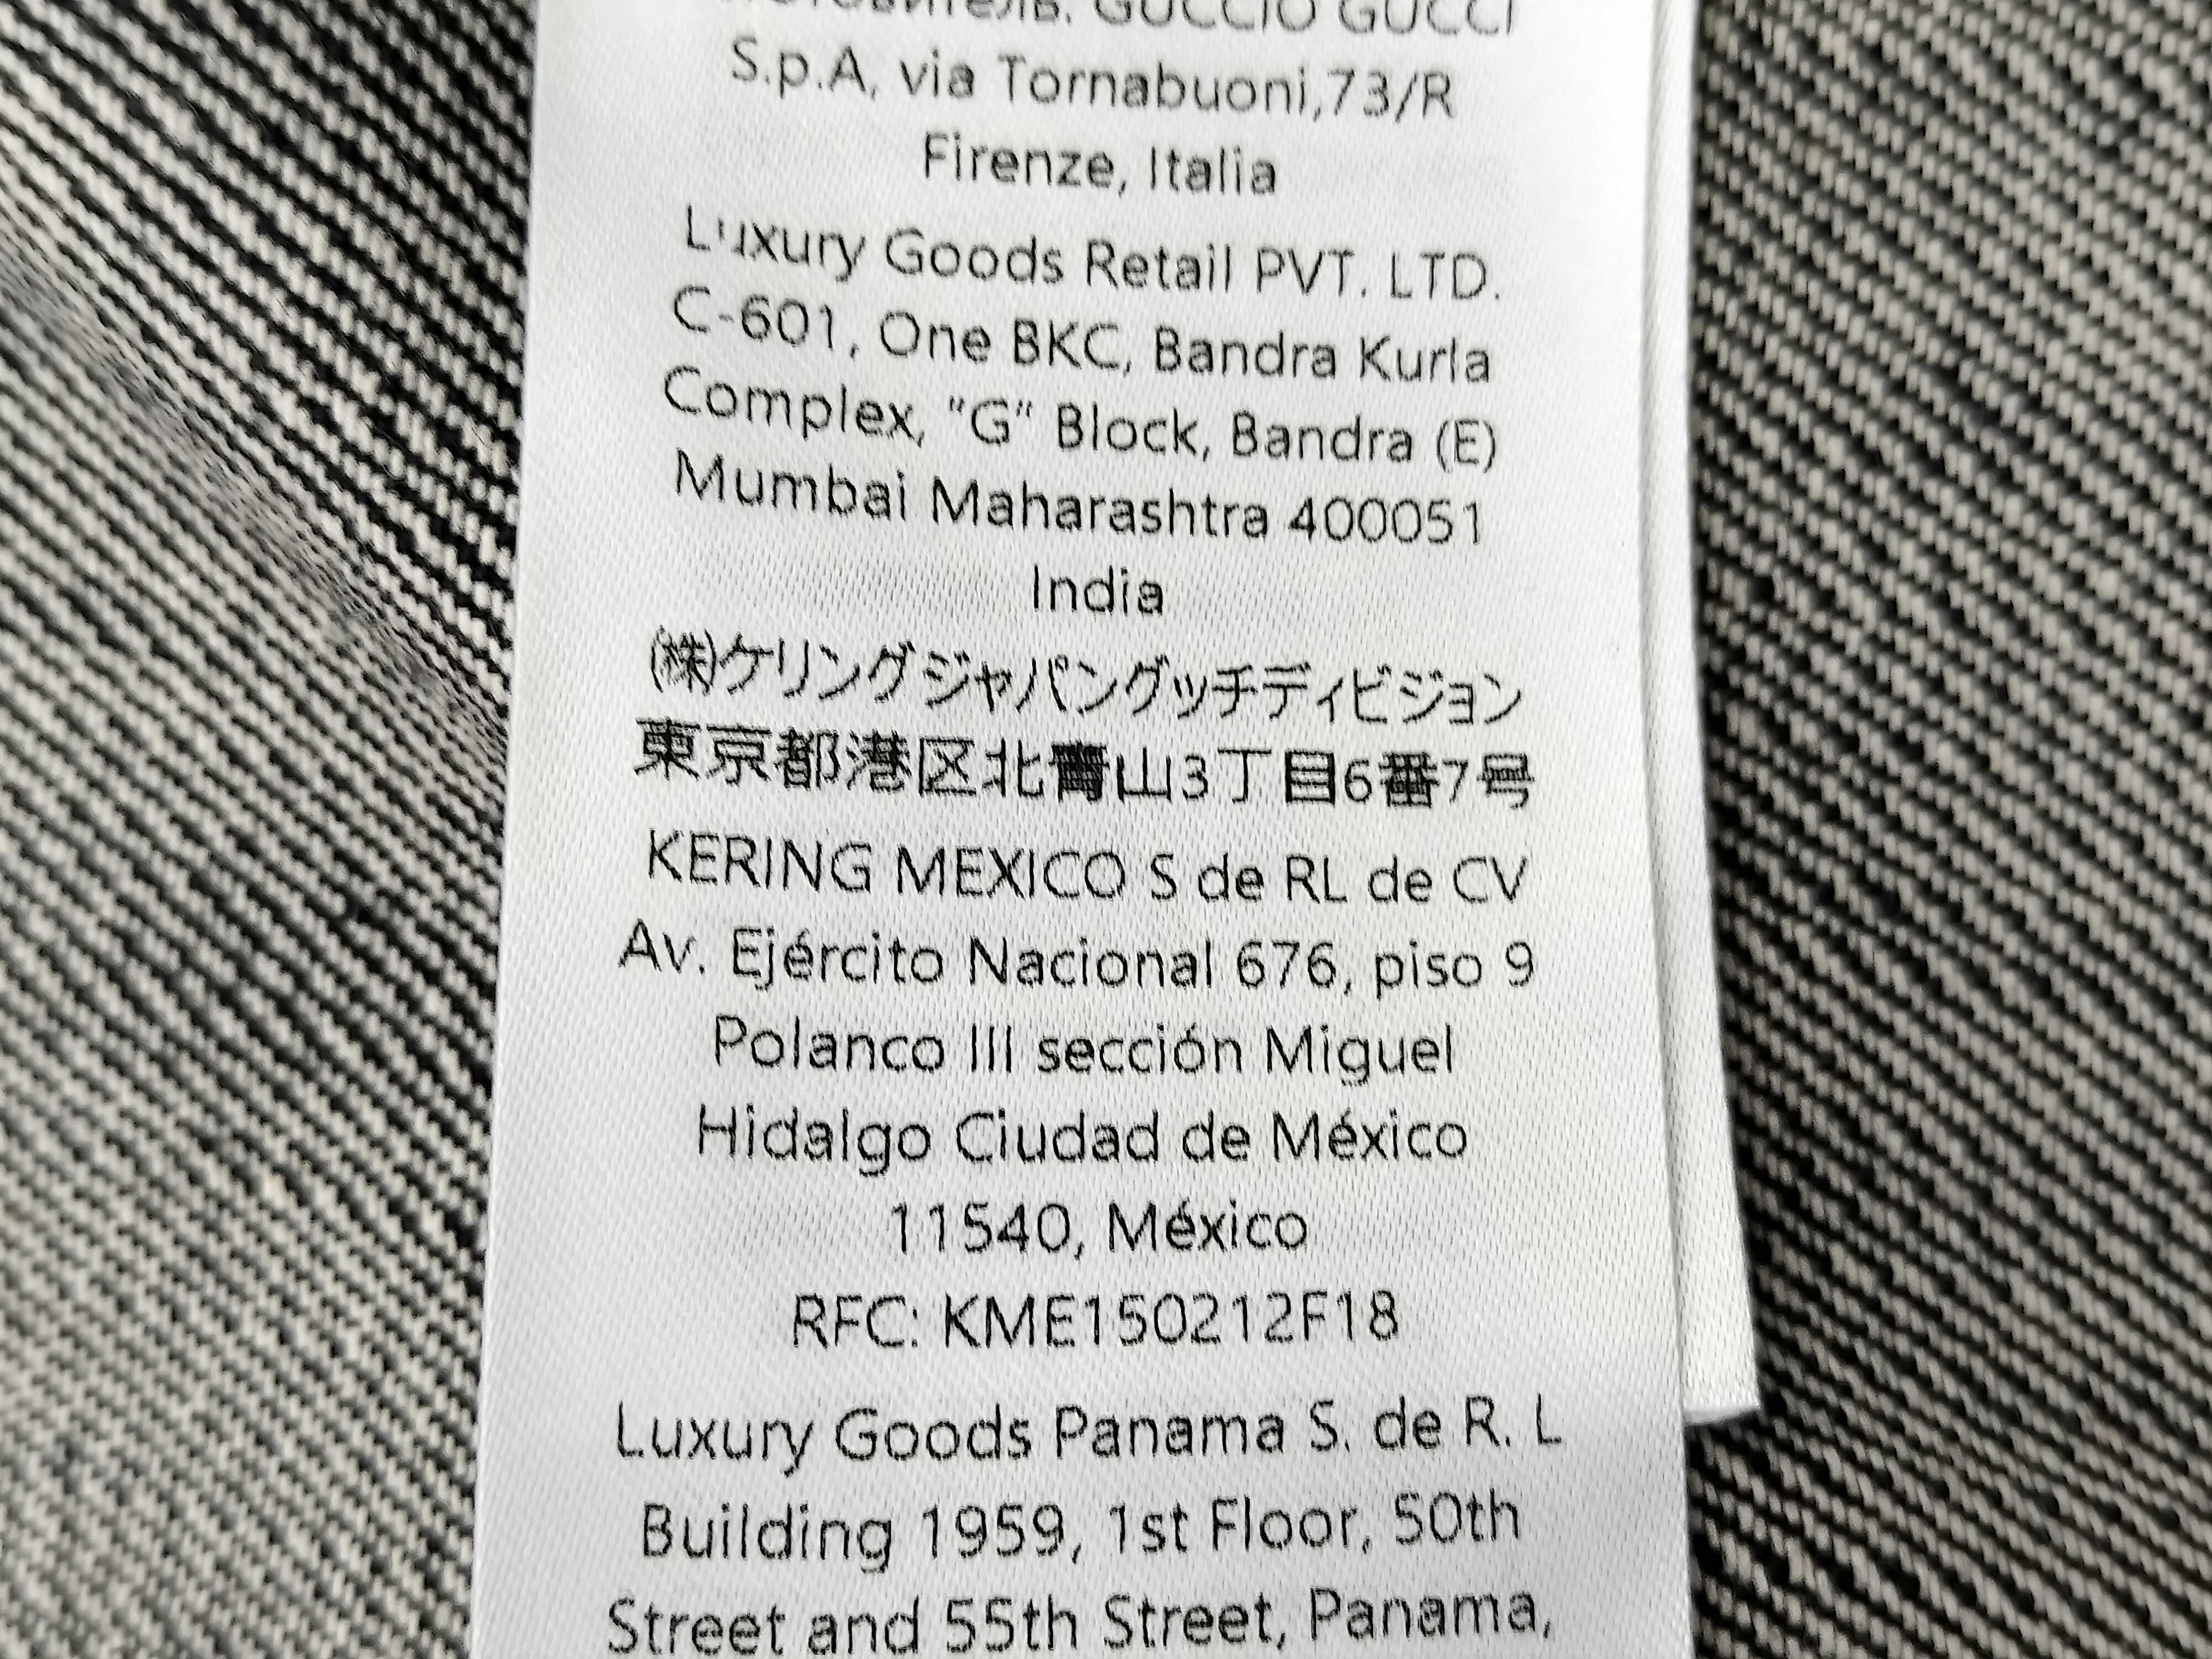 GUCCIO GUCCI
S.p.A, via Tornabuoni,73/R
Firenze, Italia
Luxury Goods Retail PVT. LTD.
C-601, One BKC, Bandra Kurla
Complex, "G" Block, Bandra (E)
Mumbai Maharashtra 400051
India
(株)ケリングジャパングッチディビジョン
東京都港区北青山3丁目6番7号
KERING MEXICO S de RL de CV
Av. Ejército Nacional 676, piso 9
Polanco III sección Miguel
Hidalgo Ciudad de México
11540, México
RFC: KME150212F18
Luxury Goods Panama S. de R. L
Building 1959, 1st Floor, 50th
Street and 55th Street, Panama,